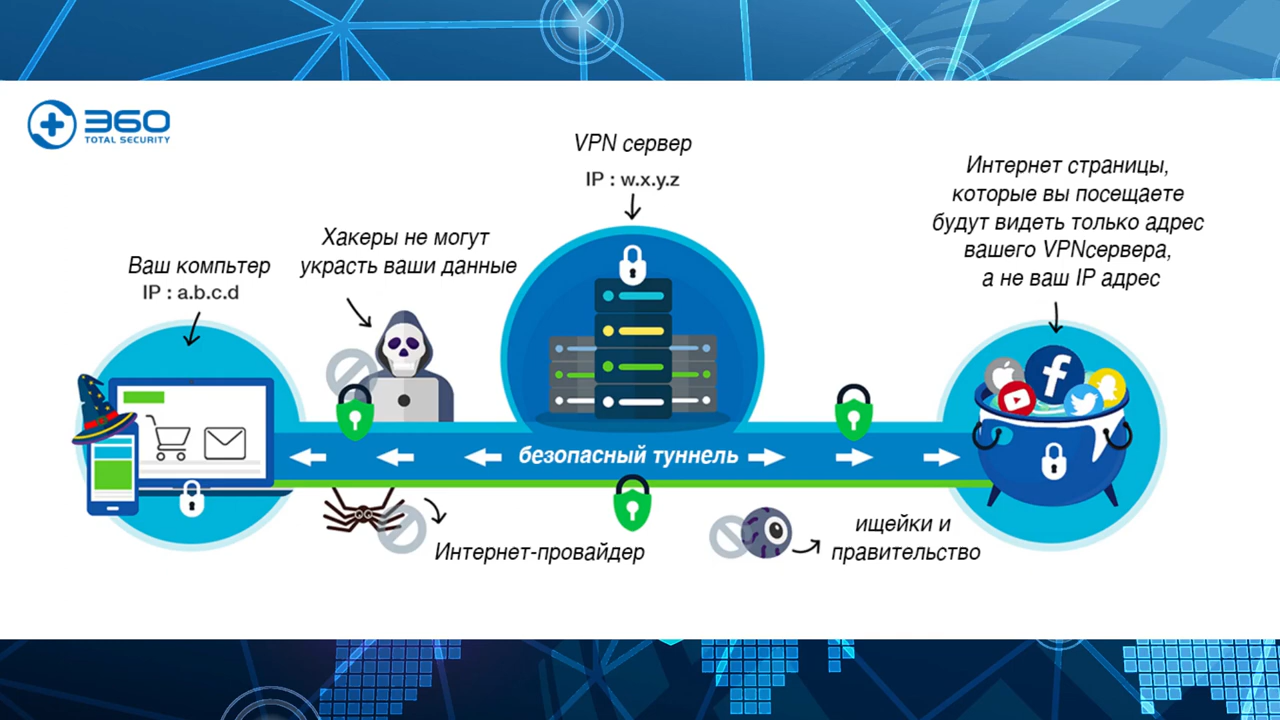 360
TOTAL SECURITY
VPN сервер
IP : w.x.y.z
Интернет страницы,
которые вы посещаете
будут видеть только адрес
вашего VPNсервера,
а не ваш IP адрес
Хакеры не могут
украсть ваши данные
Ваш компьтер
IP : a.b.c.d
безопасный туннель
Интернет-провайдер
ищейки и
правительство